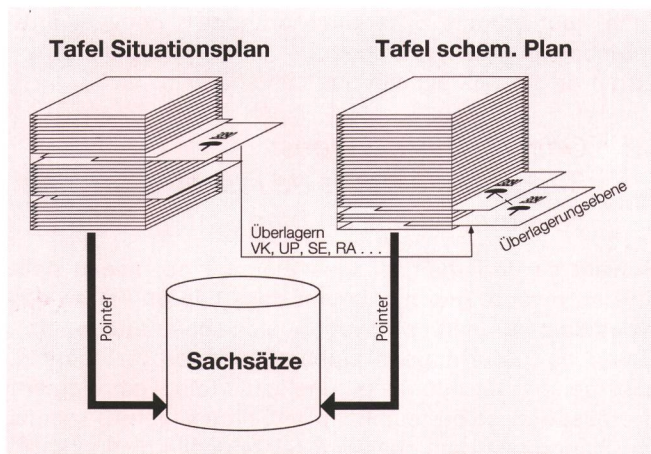 Tafel Situationsplan
Tafel schem. Plan
Überlagern
VK, UP, SE, RA . . .
Überlagerungsebene
Pointer
Pointer
Sachsätze